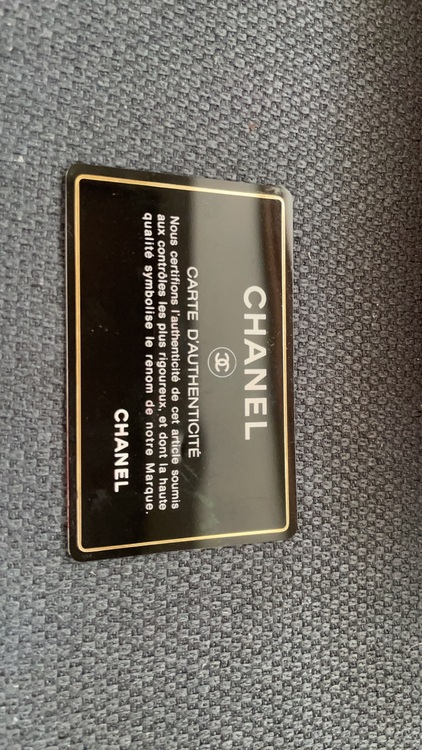 CHANEL
CARTE D'AUTHENTICITÉ
Nous certifions l'authenticité de cet article soumis
aux contrôles les plus rigoureux, et dont la haute
qualité symbolise le renom de notre Marque.
CHANEL